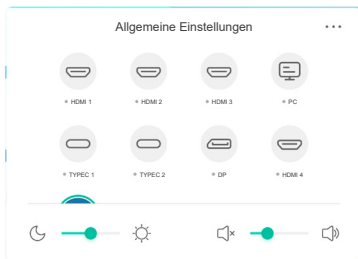 Allgemeine Einstellungen
HDMI 1 HDMI 2 HDMI 3 PC
TYPEC 1 TYPEC 2 DP HDMI 4